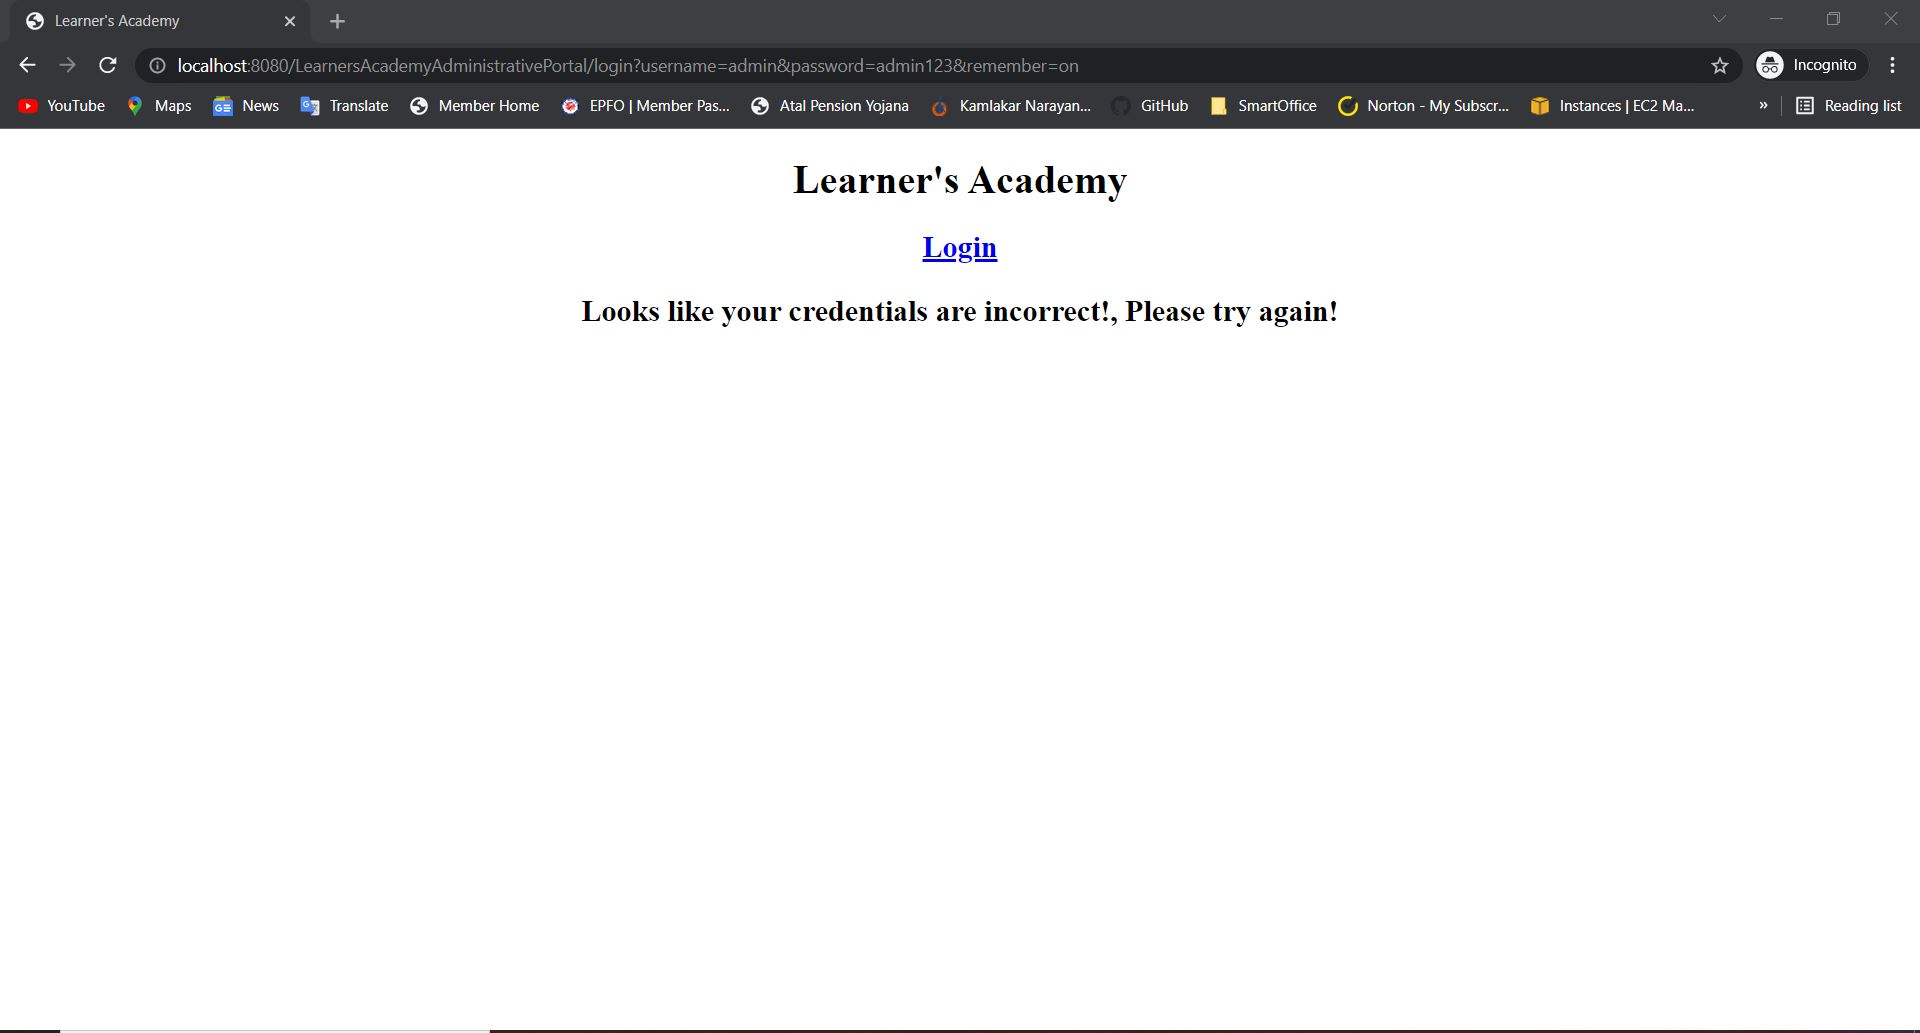 Learner's Academy
localhost:8080/LearnersAcademyAdministrativePortal/login?username=admin&password=admin123&remember=on
Incognito
YouTube Maps News Translate Member Home EPFO | Member Pas... Atal Pension Yojana Kamlakar Narayan... GitHub SmartOffice Norton - My Subscr... Instances | EC2 Ma... » Reading list
Learner's Academy
Login
Looks like your credentials are incorrect!, Please try again!